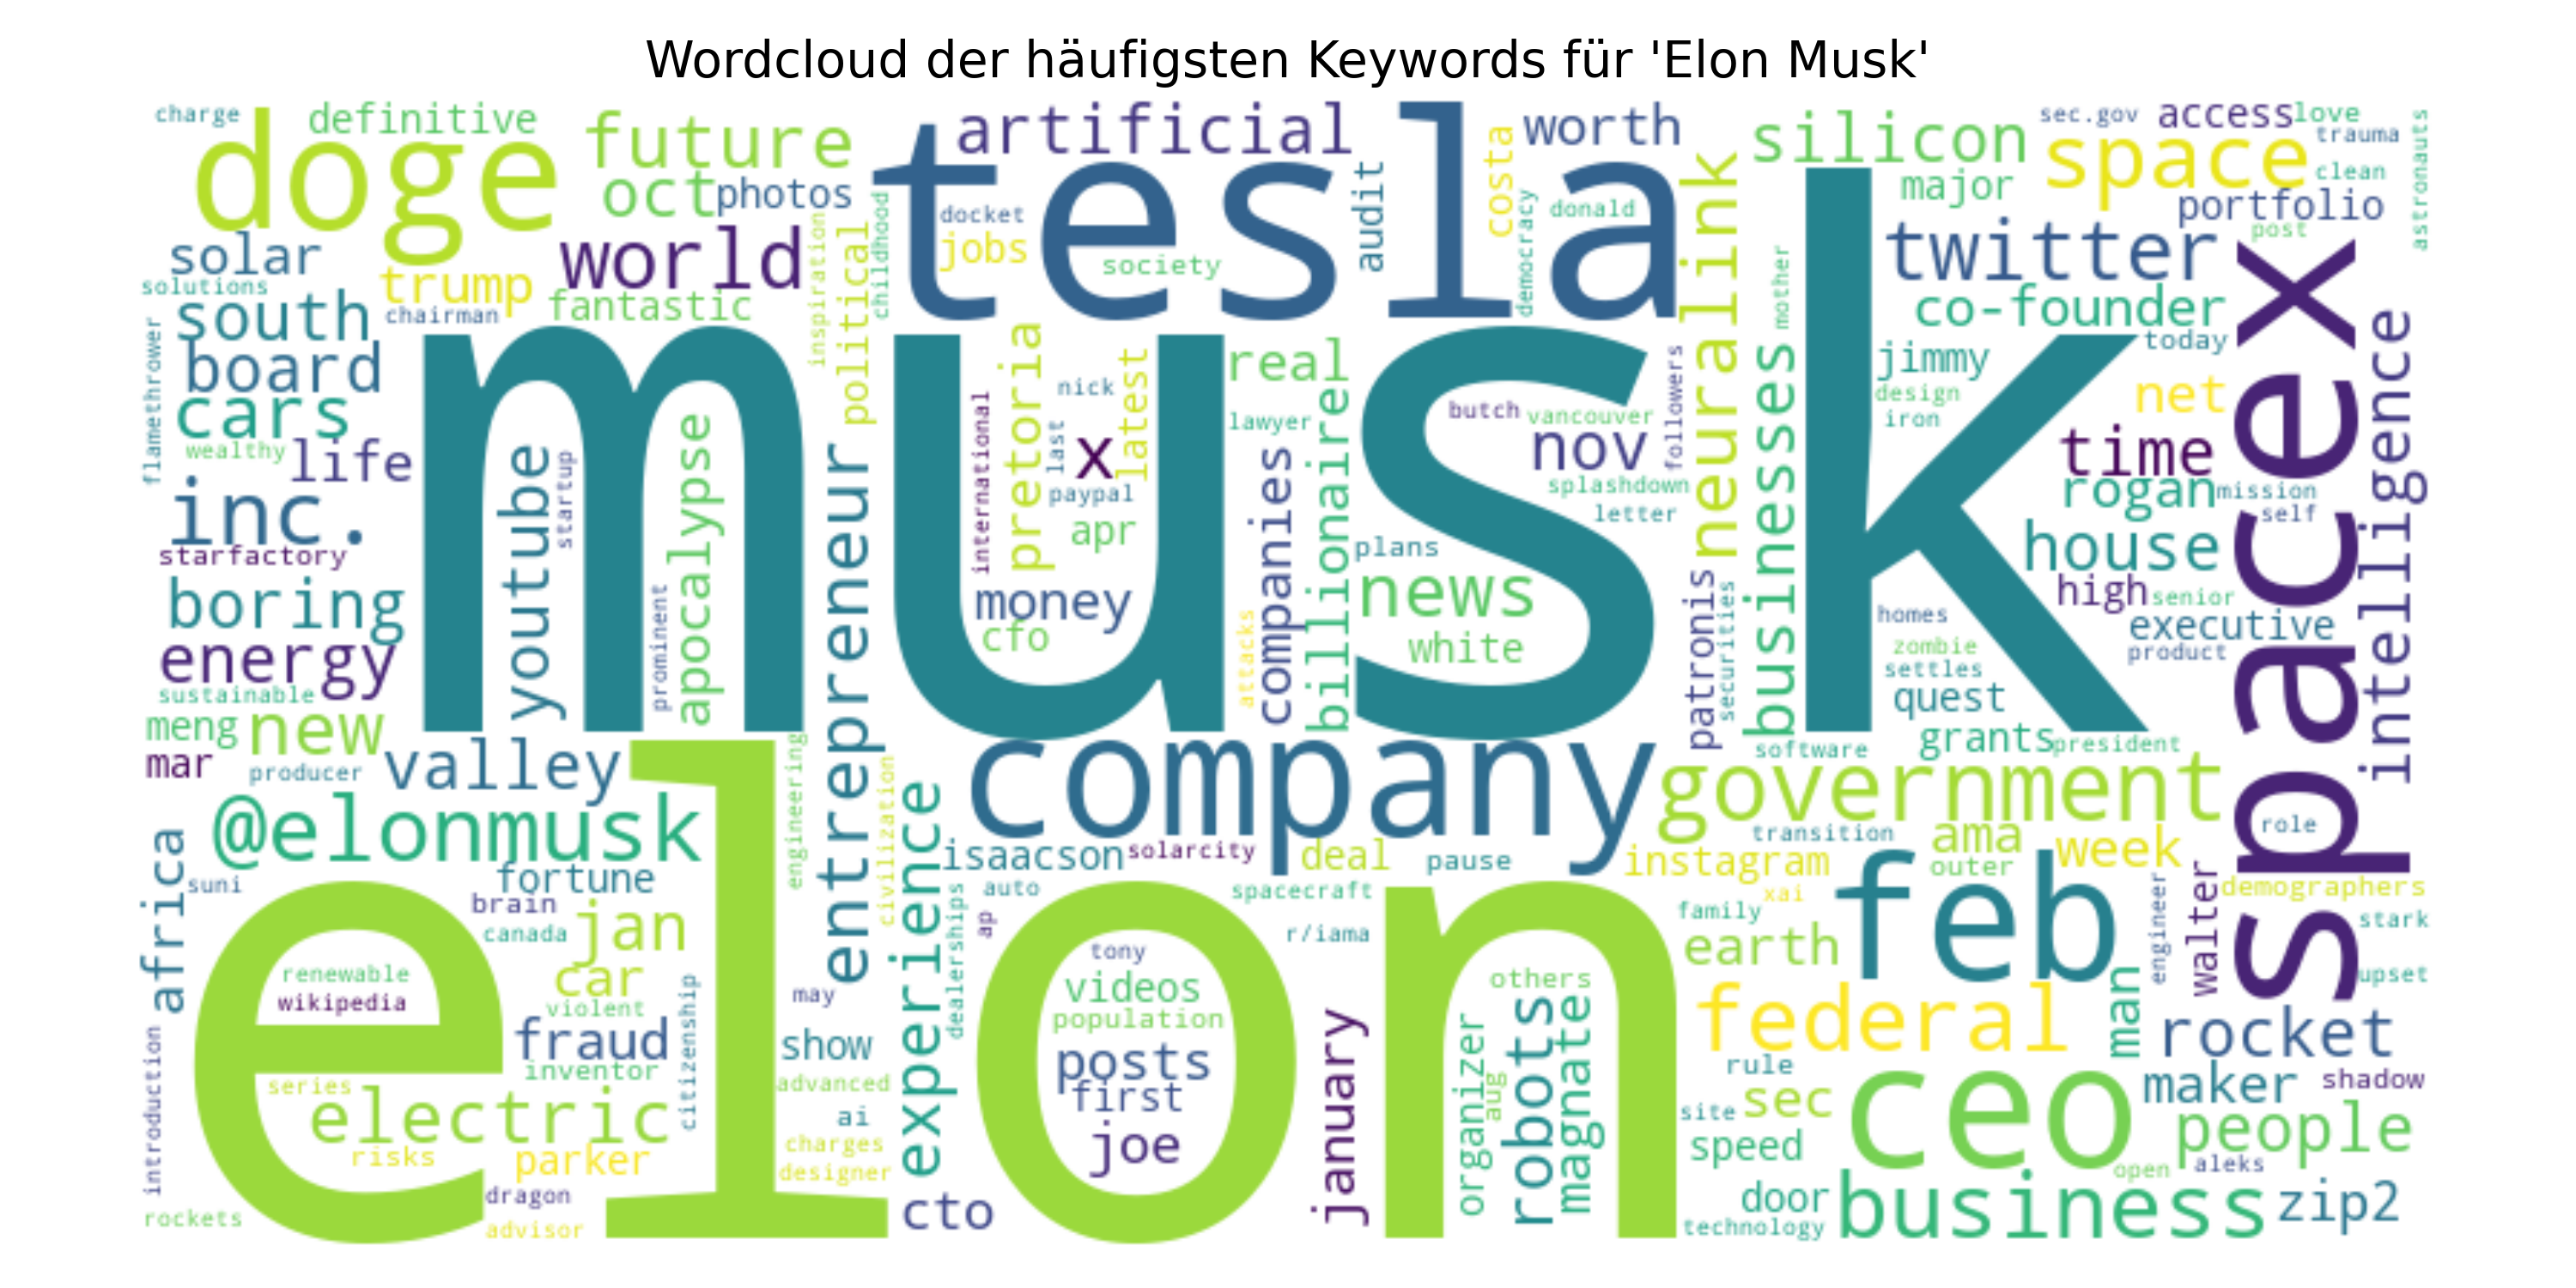 Wordcloud der häufigsten Keywords für 'Elon Musk'
charge
definitive
doge
future
oct
photos
artificial
tesla
worth
costa
audit
silicon
sec.gov
access
love
trauma
astronauts
space
clean
major
portfolio
post
solar
solutions
trump
world
fantastic
inspiration
political
childhood
docket
jobs
society
democracy
donald
neuralink
mother
twitter
co-founder
south
chairman
board
cars
flamethrower
wealthy
life
inc.
starfactory
boring
energy
sustainable
meng
new
mar
producer
valley
musk
youtube
startup
prominent
apocalypse
entrepreneur
international
pretoria
nick
last
x
latest
paypal
apr
money
cfo
real
lawyer
billionaire
companies
attacks
butch
vancouver
nov
followers
splashdown
letter
plans
news
white
patronis
securities
businesses
jimmy
design
iron
today
net
time
rogan
mission
self
house
high
senior
executive
product
homes
zombie
settles
quest
grants
president
software
spacex
intelligence
@elonmusk
africa
suni
fortune
brain
canada
jan
car
elon
engineering
civilization
experience
company
government
isaacson
solarcity
deal
pause
instagram
transition
ama
outer
week
role
auto
ap
dealerships
spacecraft
r/iama
xai
family
earth
feb
engineer
walter
demographers
stark
upset
renewable
wikipedia
violent
fraud
inventor
citizenship
introduction
series
electric
risks
parker
dragon
advisor
rockets
may
show
advanced
ai
charges
designer
cto
tony
videos
population
posts
first
joe
january
organizer
aug
others
robots
magnate
federal
man
rocket
rule
maker
shadow
site
sec
speed
ceo
people
open
aleks
door
technology
business
zip2